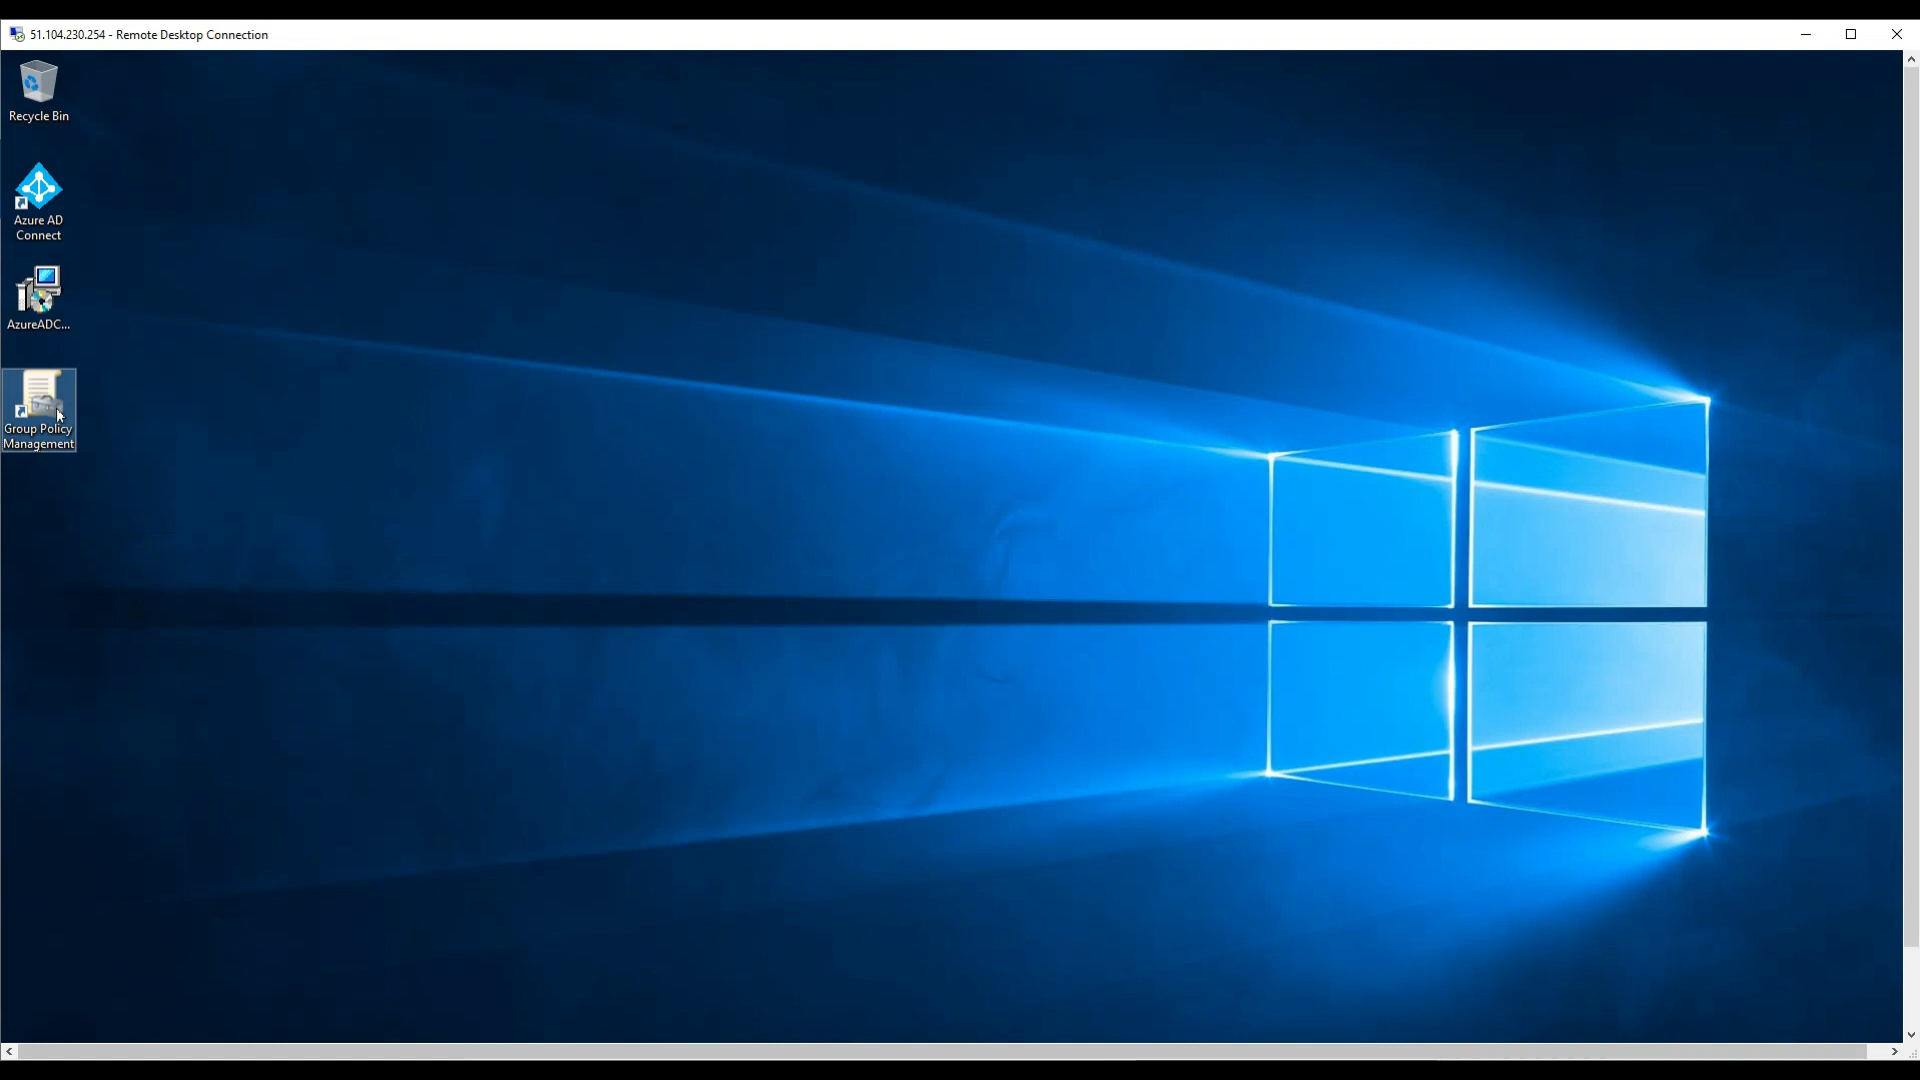 51.104.230.254 - Remote Desktop Connection
Recycle Bin
Azure AD
Connect
AzureADC...
Group Policy
Management